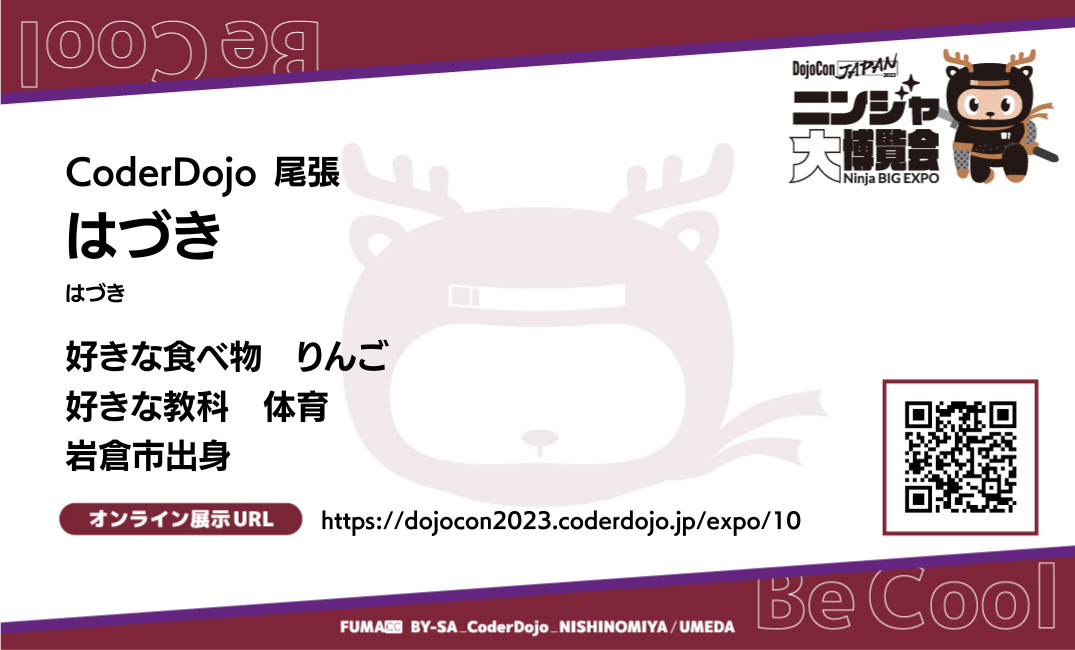 Be Cool
DojoCon JAPAN 2023
ニンジャ
大博覧会
Ninja BIG EXPO
CoderDojo 尾張
はづき
はづき
好きな食べ物　りんご
好きな教科　体育
岩倉市出身
オンライン展示URL https://dojocon2023.coderdojo.jp/expo/10
Be Cool
FUMA CC BY-SA_CoderDojo_NISHINOMIYA/UMEDA